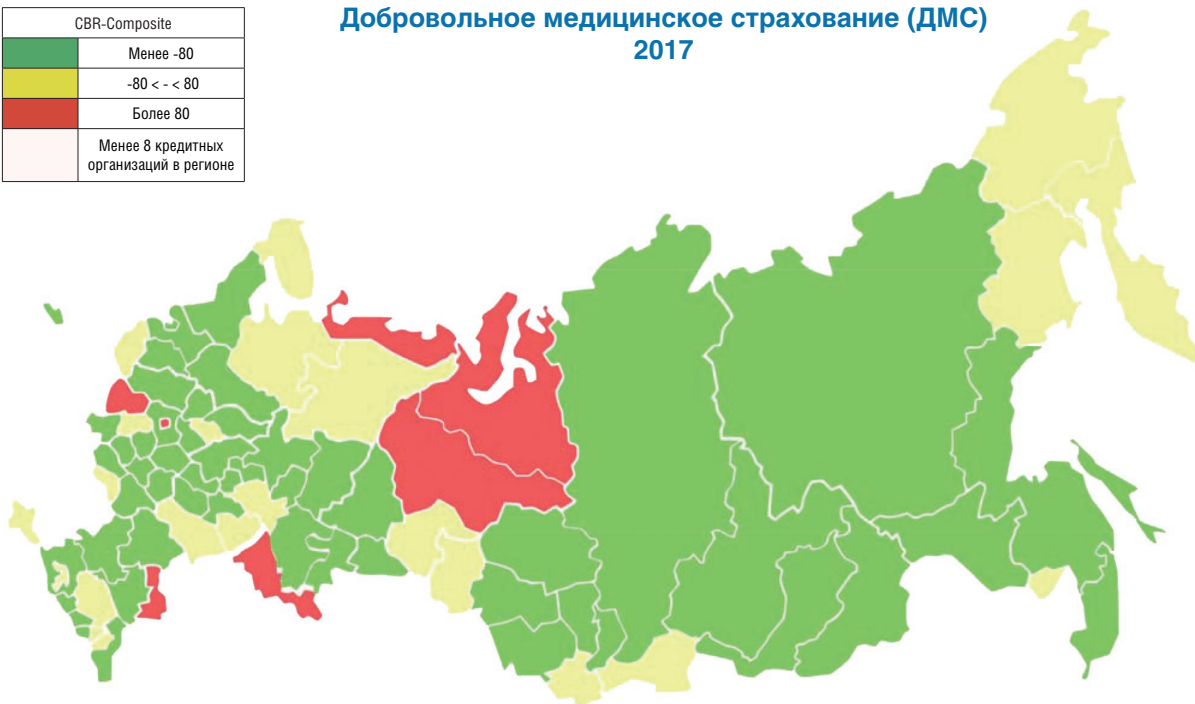 Добровольное медицинское страхование (ДМС)
2017
CBR-Composite
Менее -80
-80 < - < 80
Более 80
Менее 8 кредитных
организаций в регионе